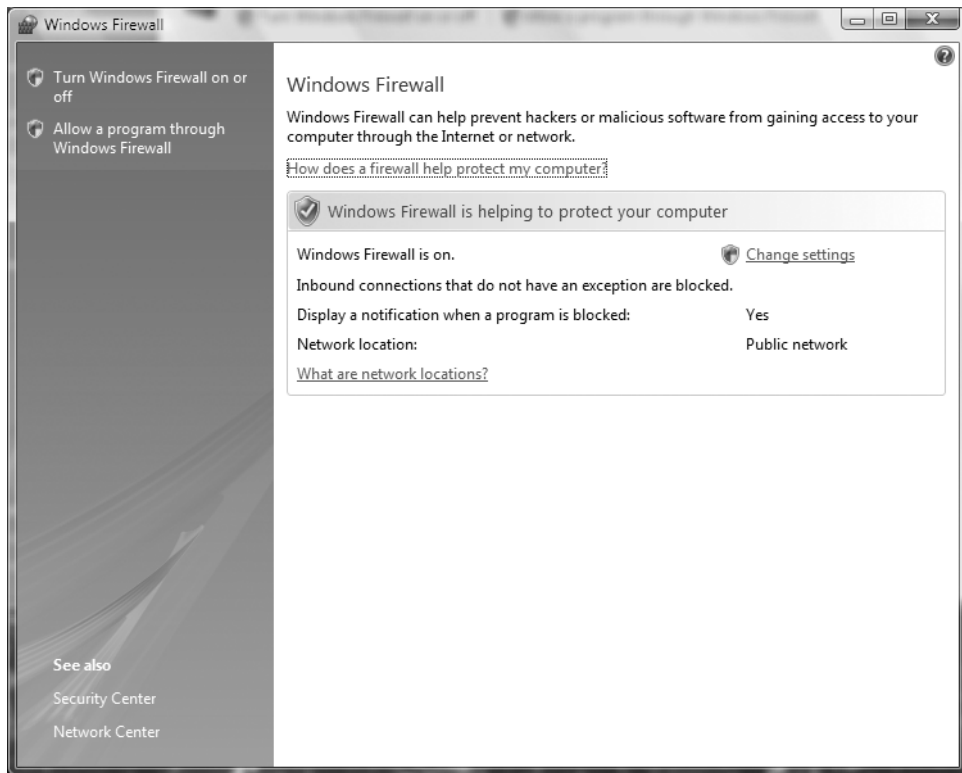 Windows Firewall
Turn Windows Firewall on or
off
Allow a program through
Windows Firewall
See also
Security Center
Network Center
Windows Firewall
Windows Firewall can help prevent hackers or malicious software from gaining access to your
computer through the Internet or network.
How does a firewall help protect my computer?
Windows Firewall is helping to protect your computer
Windows Firewall is on.
Change settings
Inbound connections that do not have an exception are blocked.
Display a notification when a program is blocked: Yes
Network location: Public network
What are network locations?